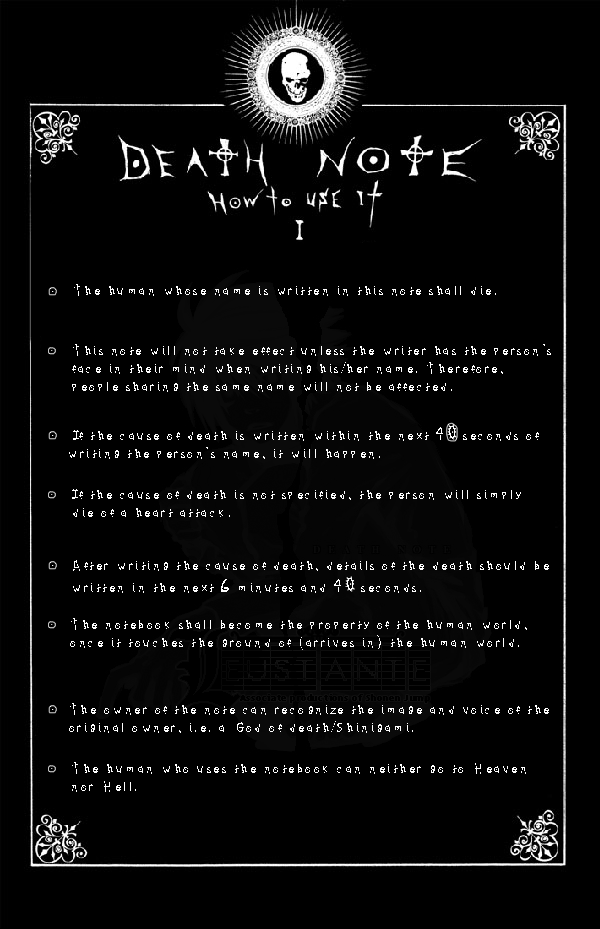 DEATH NOTE
HOW TO USE IT
I
The human whose name is written in this note shall die.
This note will not take effect unless the writer has the person's
face in their mind when writing his/her name. Therefore,
people sharing the same name will not be affected.
If the cause of death is written within the next 40 seconds of
writing the person's name, it will happen.
If the cause of death is not specified, the person will simply
die of a heart attack.
After writing the cause of death, details of the death should be
written in the next 6 minutes and 40 seconds.
The notebook shall become the property of the human world,
once it touches the ground of (arrives in) the human world.
EJSTANTE
The owner of the note can recognize the image and voice of the
original owner, i.e. a God of death/Shinigami.
The human who uses the notebook can neither go to Heaven
nor Hell.